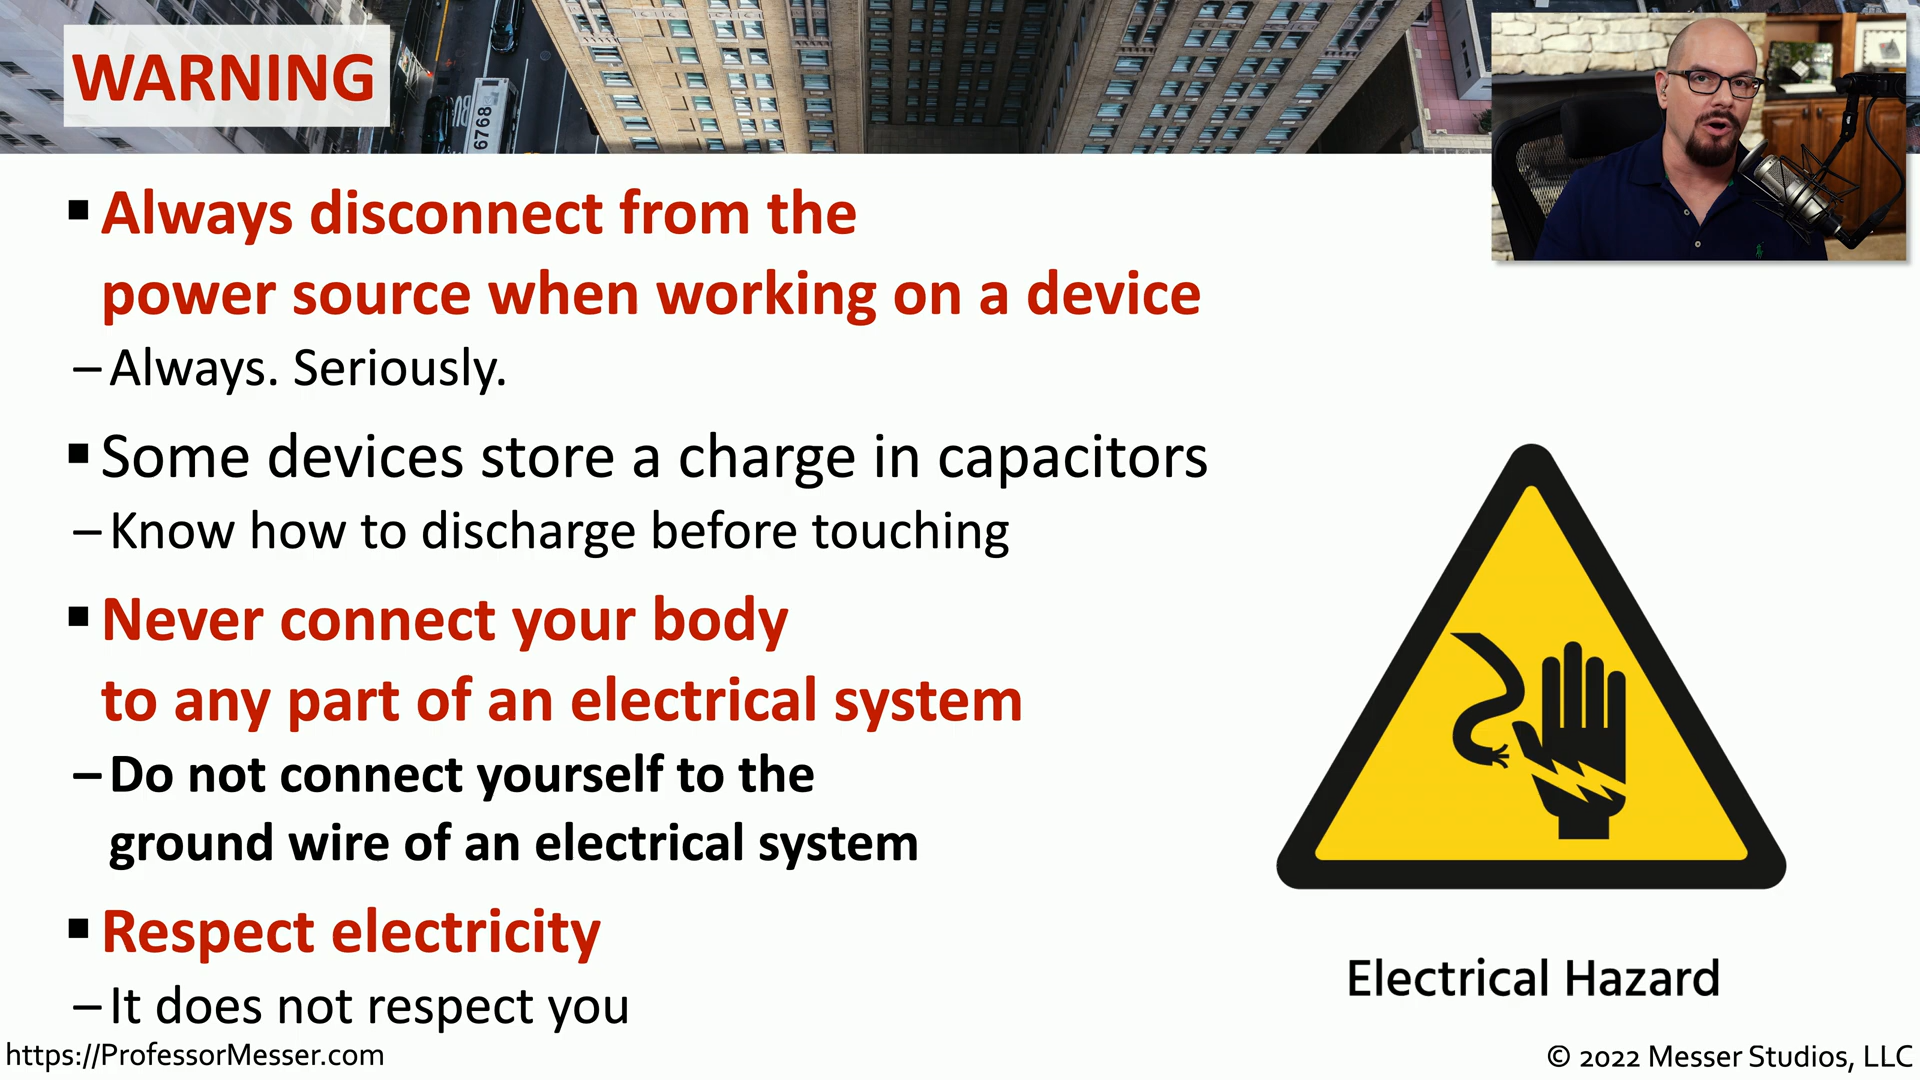 WARNING
6768
▪ Always disconnect from the
power source when working on a device
– Always. Seriously.
▪ Some devices store a charge in capacitors
– Know how to discharge before touching
▪ Never connect your body
to any part of an electrical system
– Do not connect yourself to the
ground wire of an electrical system
▪ Respect electricity
– It does not respect you
Electrical Hazard
https://ProfessorMesser.com
© 2022 Messer Studios, LLC